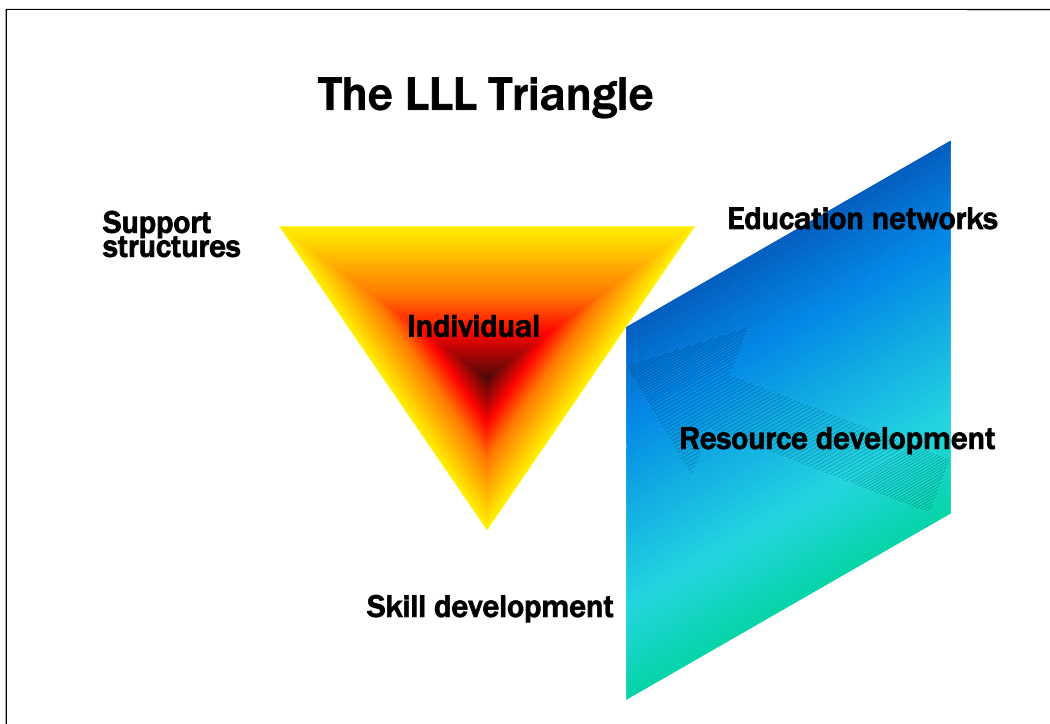 The LLL Triangle
Support
structures
Education networks
Individual
Resource development
Skill development